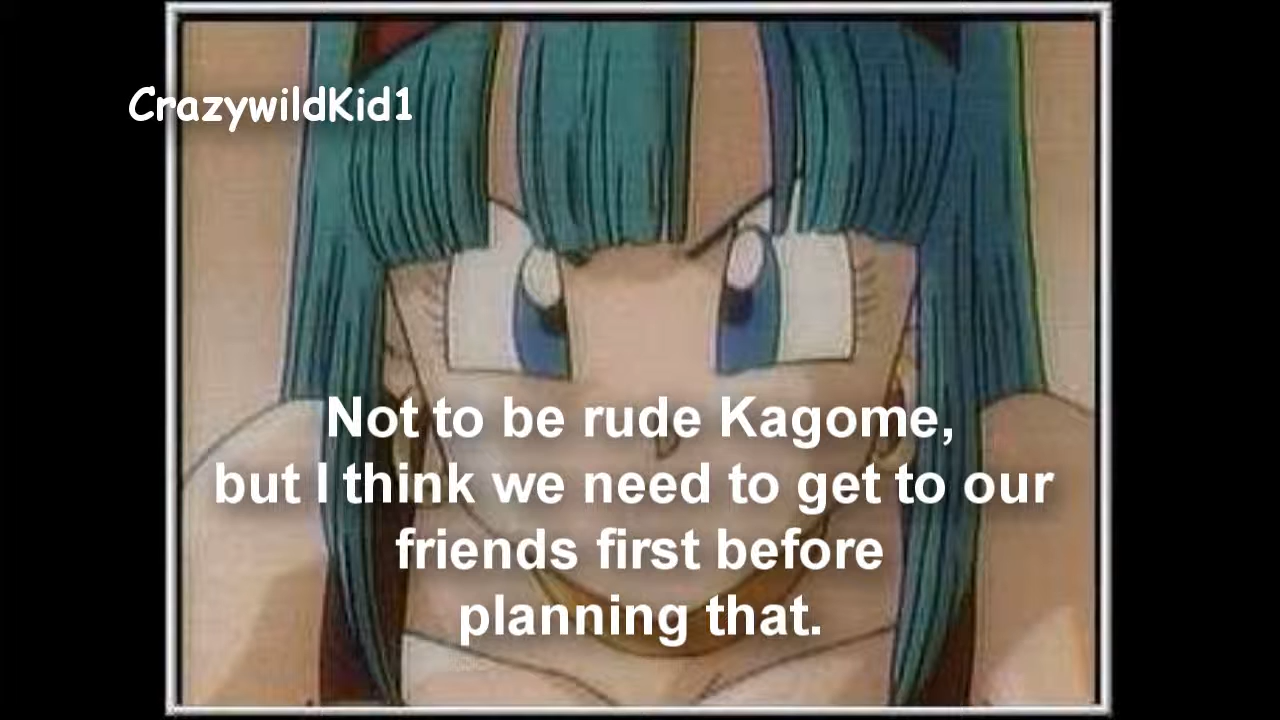 CrazywildKid1
Not to be rude Kagome,
but I think we need to get to our
friends first before
planning that.